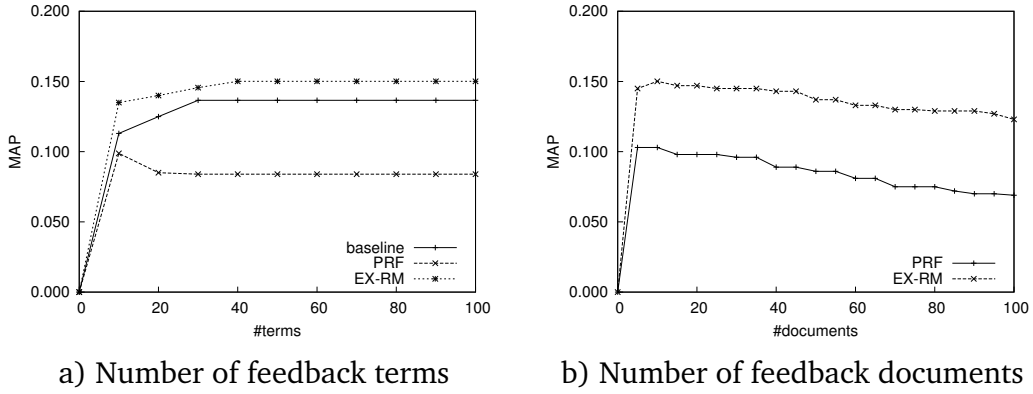 0.200
0.150
0.100
0.050
0.000
MAP
0 20 40 60 80 100
#terms
baseline
PRF
EX-RM
a) Number of feedback terms
0.200
0.150
0.100
0.050
0.000
MAP
0 20 40 60 80 100
#documents
PRF
EX-RM
b) Number of feedback documents